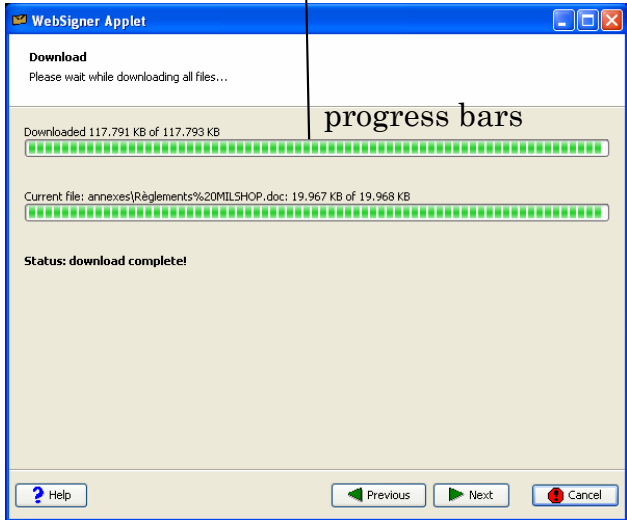 WebSigner Applet
Download
Please wait while downloading all files...
progress bars
Downloaded 117.791 KB of 117.793 KB
Current file: annexes\Règlements%20MILSHOP.doc: 19.967 KB of 19.968 KB
Status: download complete!
? Help
Previous
Next
Cancel